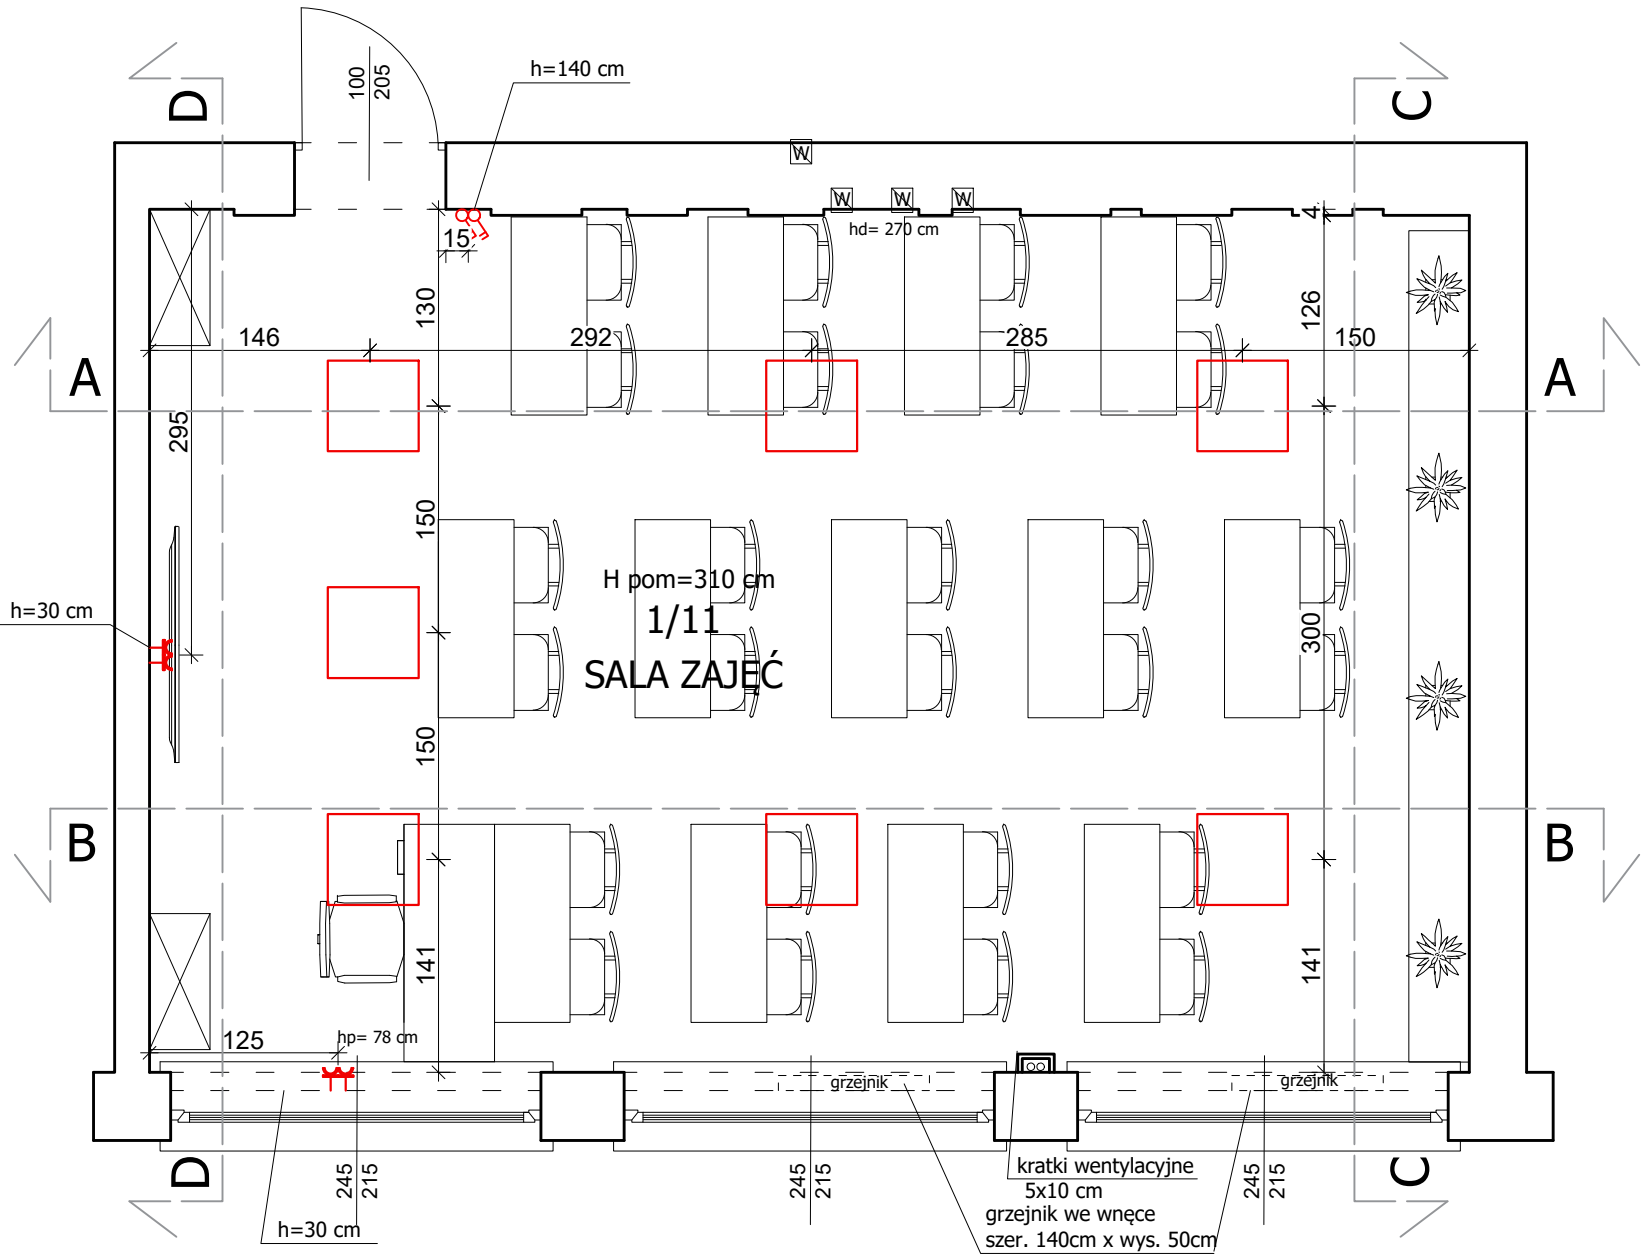 h=140 cm
100
205
D
C
W
W
W
W
hd= 270 cm
4
15
130
126
146
292
285
150
A
A
295
150
H pom=310 cm
1/11
SALA ZAJĘĆ
h=30 cm
300
150
B
B
141
141
125
hp= 78 cm
grzejnik
grzejnik
D
C
245
215
245
215
245
215
kratki wentylacyjne
5x10 cm
grzejnik we wnęce
szer. 140cm x wys. 50cm
h=30 cm